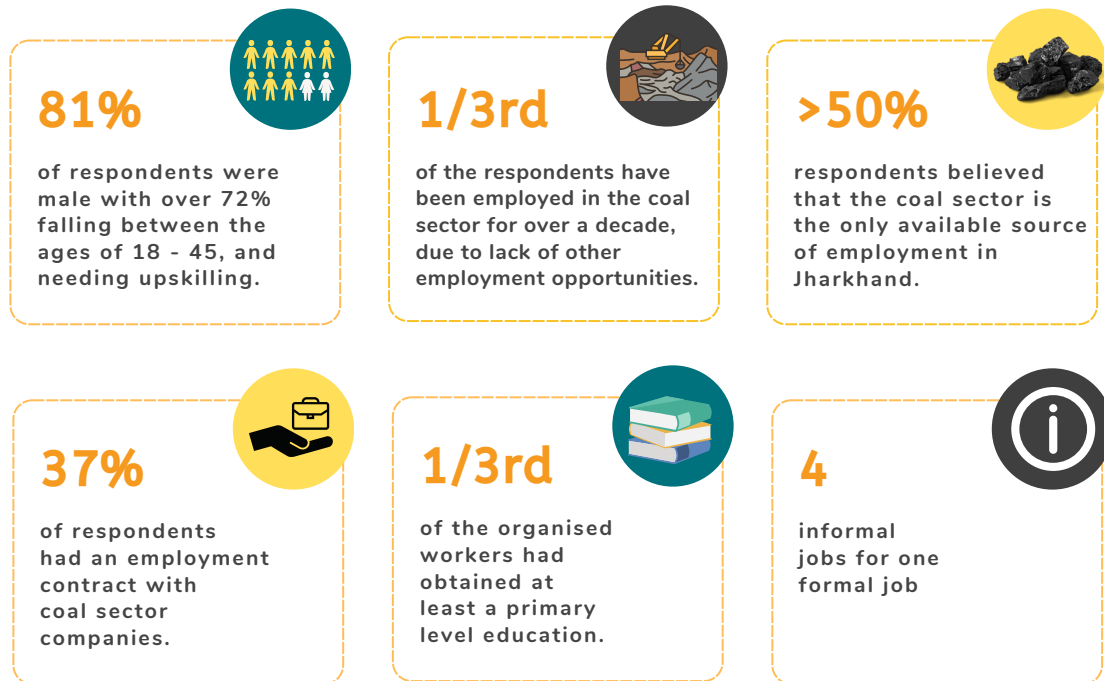 81%
of respondents were
male with over 72%
falling between the
ages of 18 - 45, and
needing upskilling.
1/3rd
of the respondents have
been employed in the coal
sector for over a decade,
due to lack of other
employment opportunities.
>50%
respondents believed
that the coal sector is
the only available source
of employment in
Jharkhand.
37%
of respondents
had an employment
contract with
coal sector
companies.
1/3rd
of the organised
workers had
obtained at
least a primary
level education.
4
informal
jobs for one
formal job